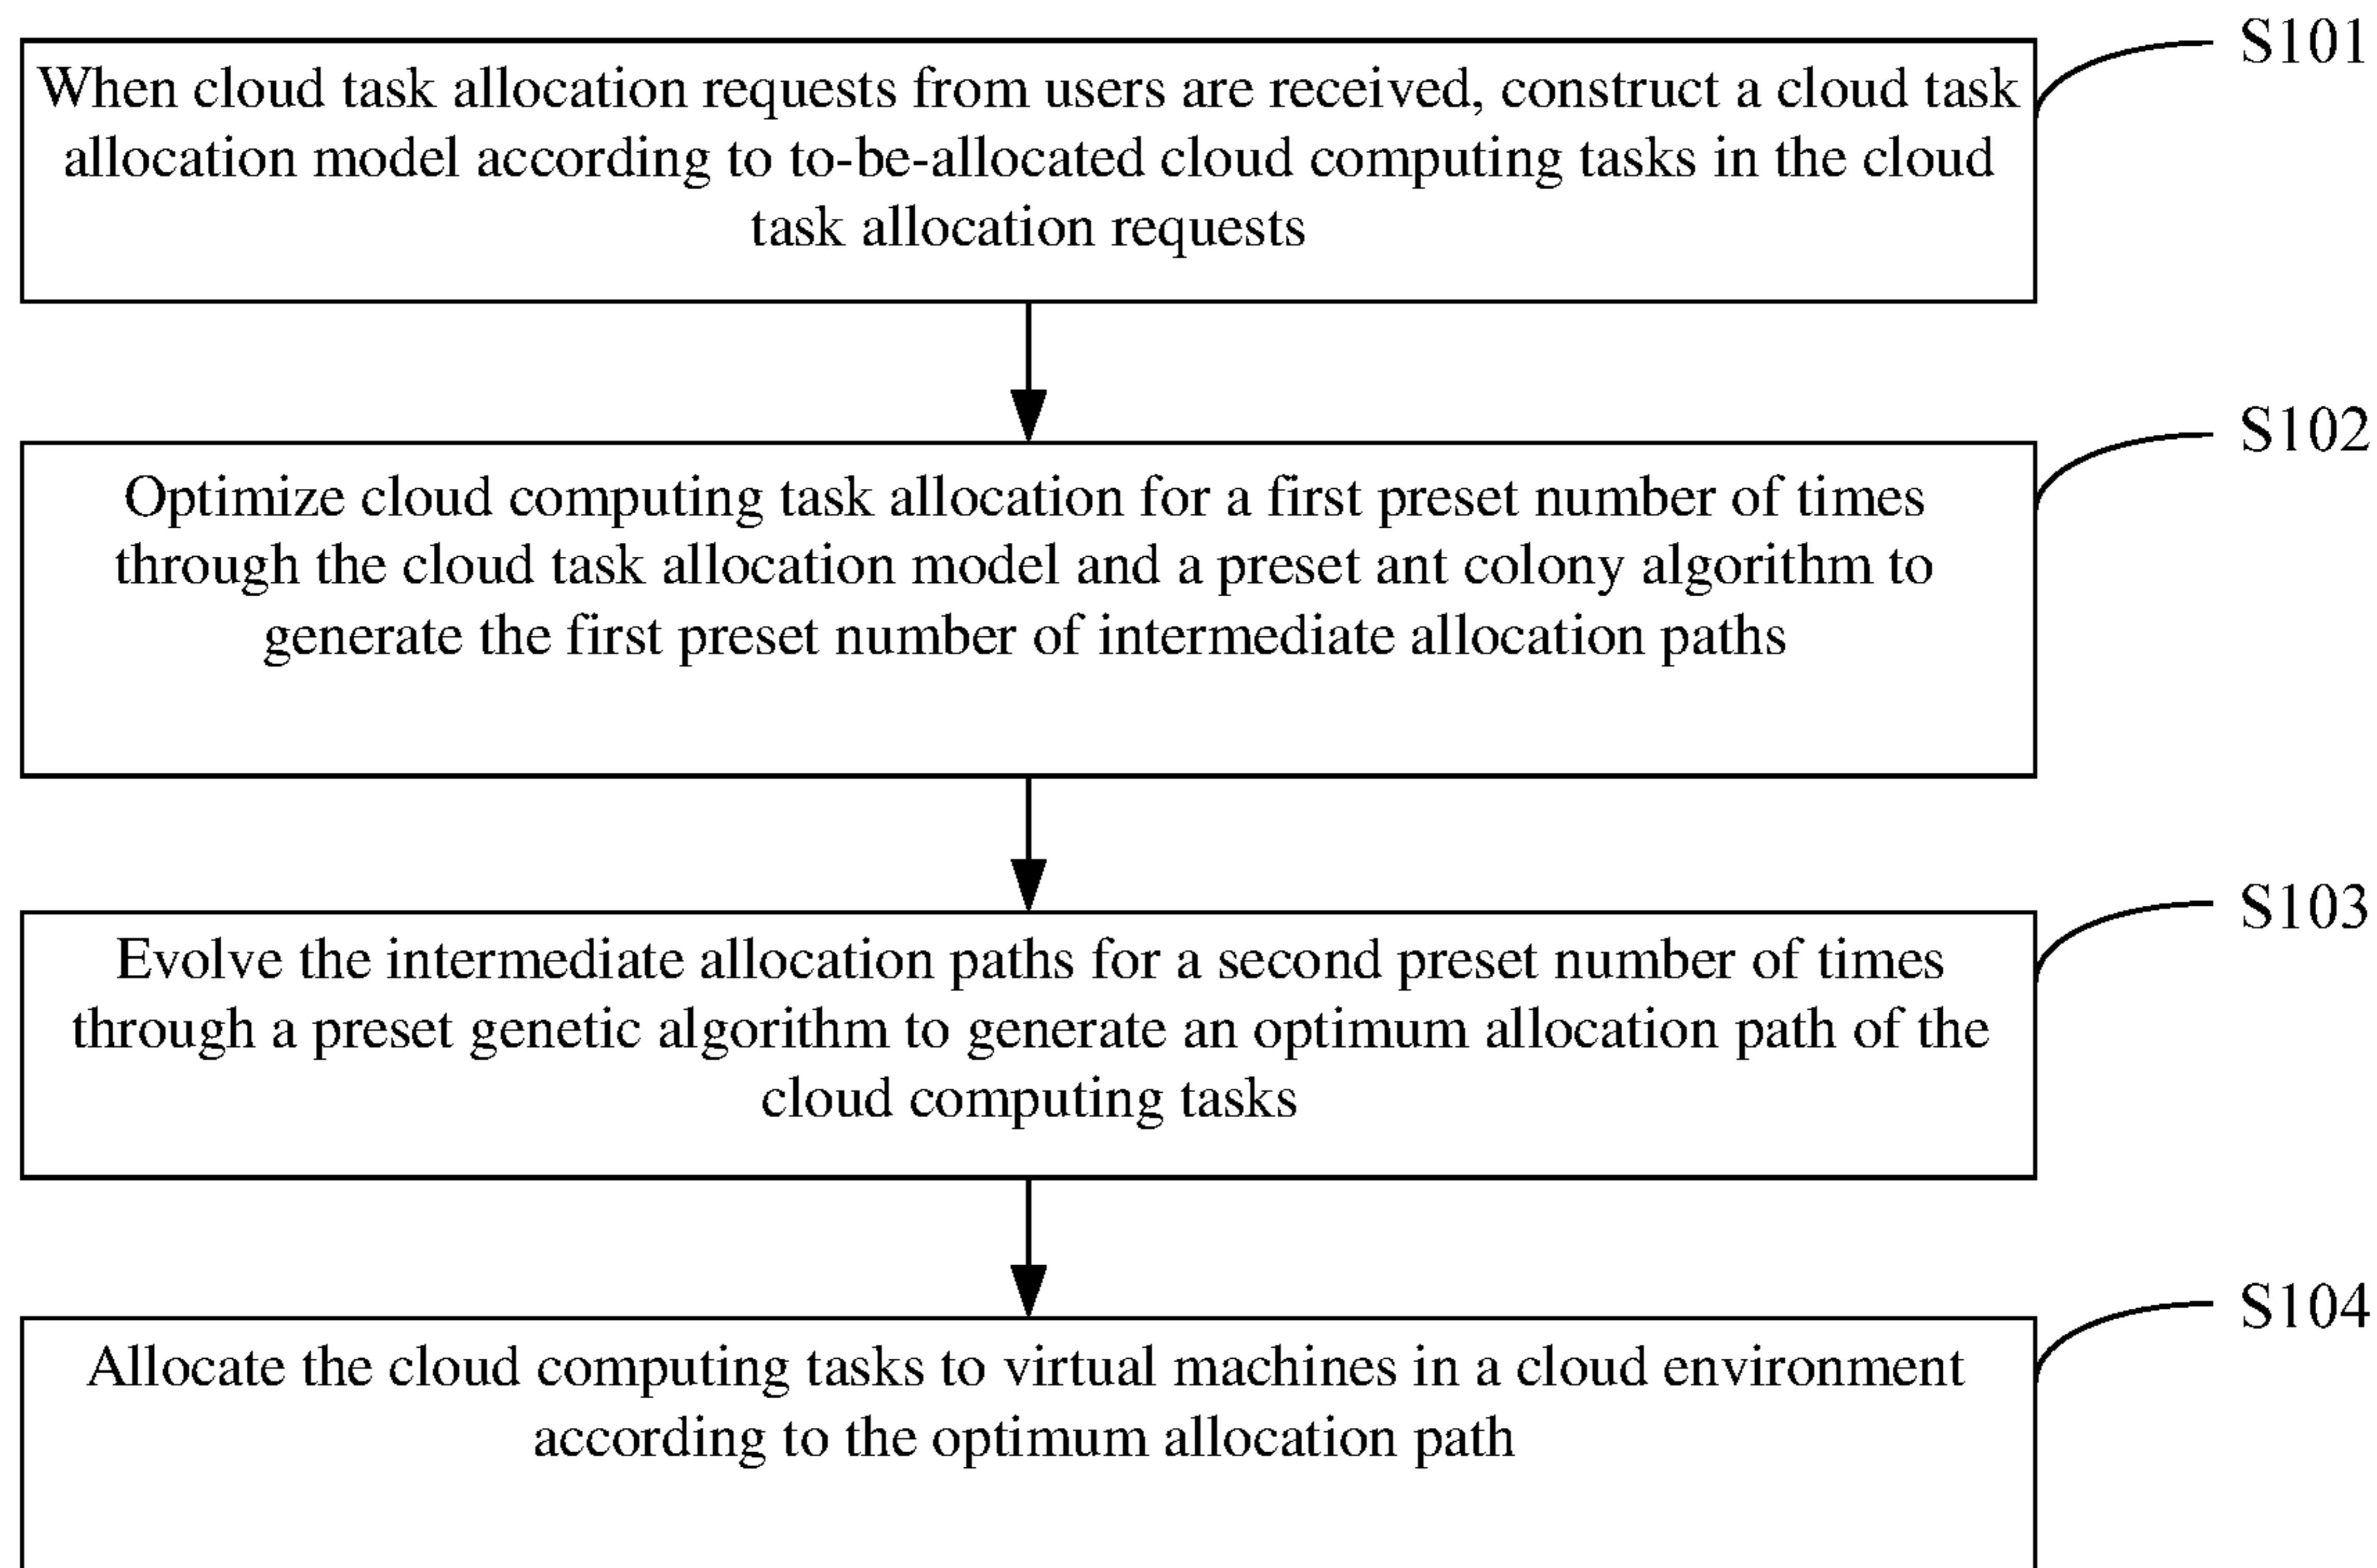 S101
When cloud task allocation requests from users are received, construct a cloud task
allocation model according to to-be-allocated cloud computing tasks in the cloud
task allocation requests
S102
Optimize cloud computing task allocation for a first preset number of times
through the cloud task allocation model and a preset ant colony algorithm to
generate the first preset number of intermediate allocation paths
S103
Evolve the intermediate allocation paths for a second preset number of times
through a preset genetic algorithm to generate an optimum allocation path of the
cloud computing tasks
S104
Allocate the cloud computing tasks to virtual machines in a cloud environment
according to the optimum allocation path